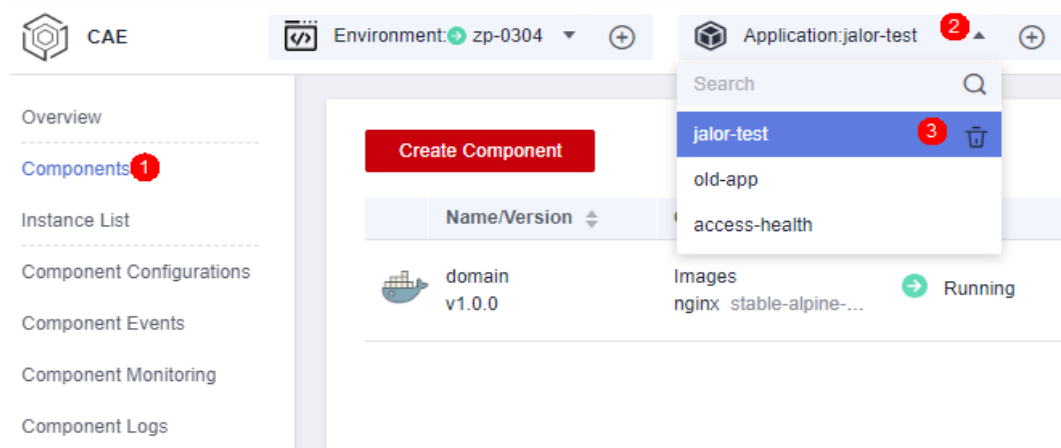 CAE
Environment: zp-0304
Application:jalor-test 2
Search
jalor-test 3
old-app
access-health
Overview
Components 1
Instance List
Component Configurations
Component Events
Component Monitoring
Component Logs
Create Component
Name/Version
domain
v1.0.0
Images
nginx stable-alpine-...
Running